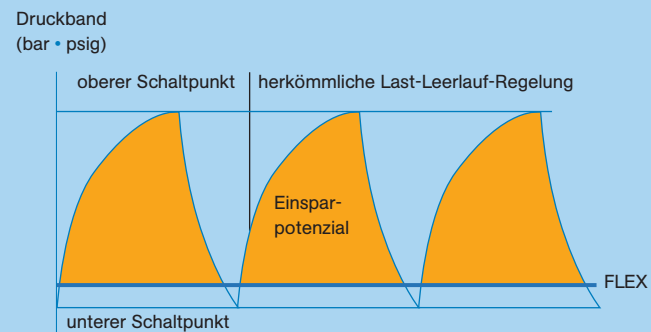 Druckband
(bar • psig)
oberer Schaltpunkt
herkömmliche Last-Leerlauf-Regelung
Einspar-
potenzial
FLEX
unterer Schaltpunkt